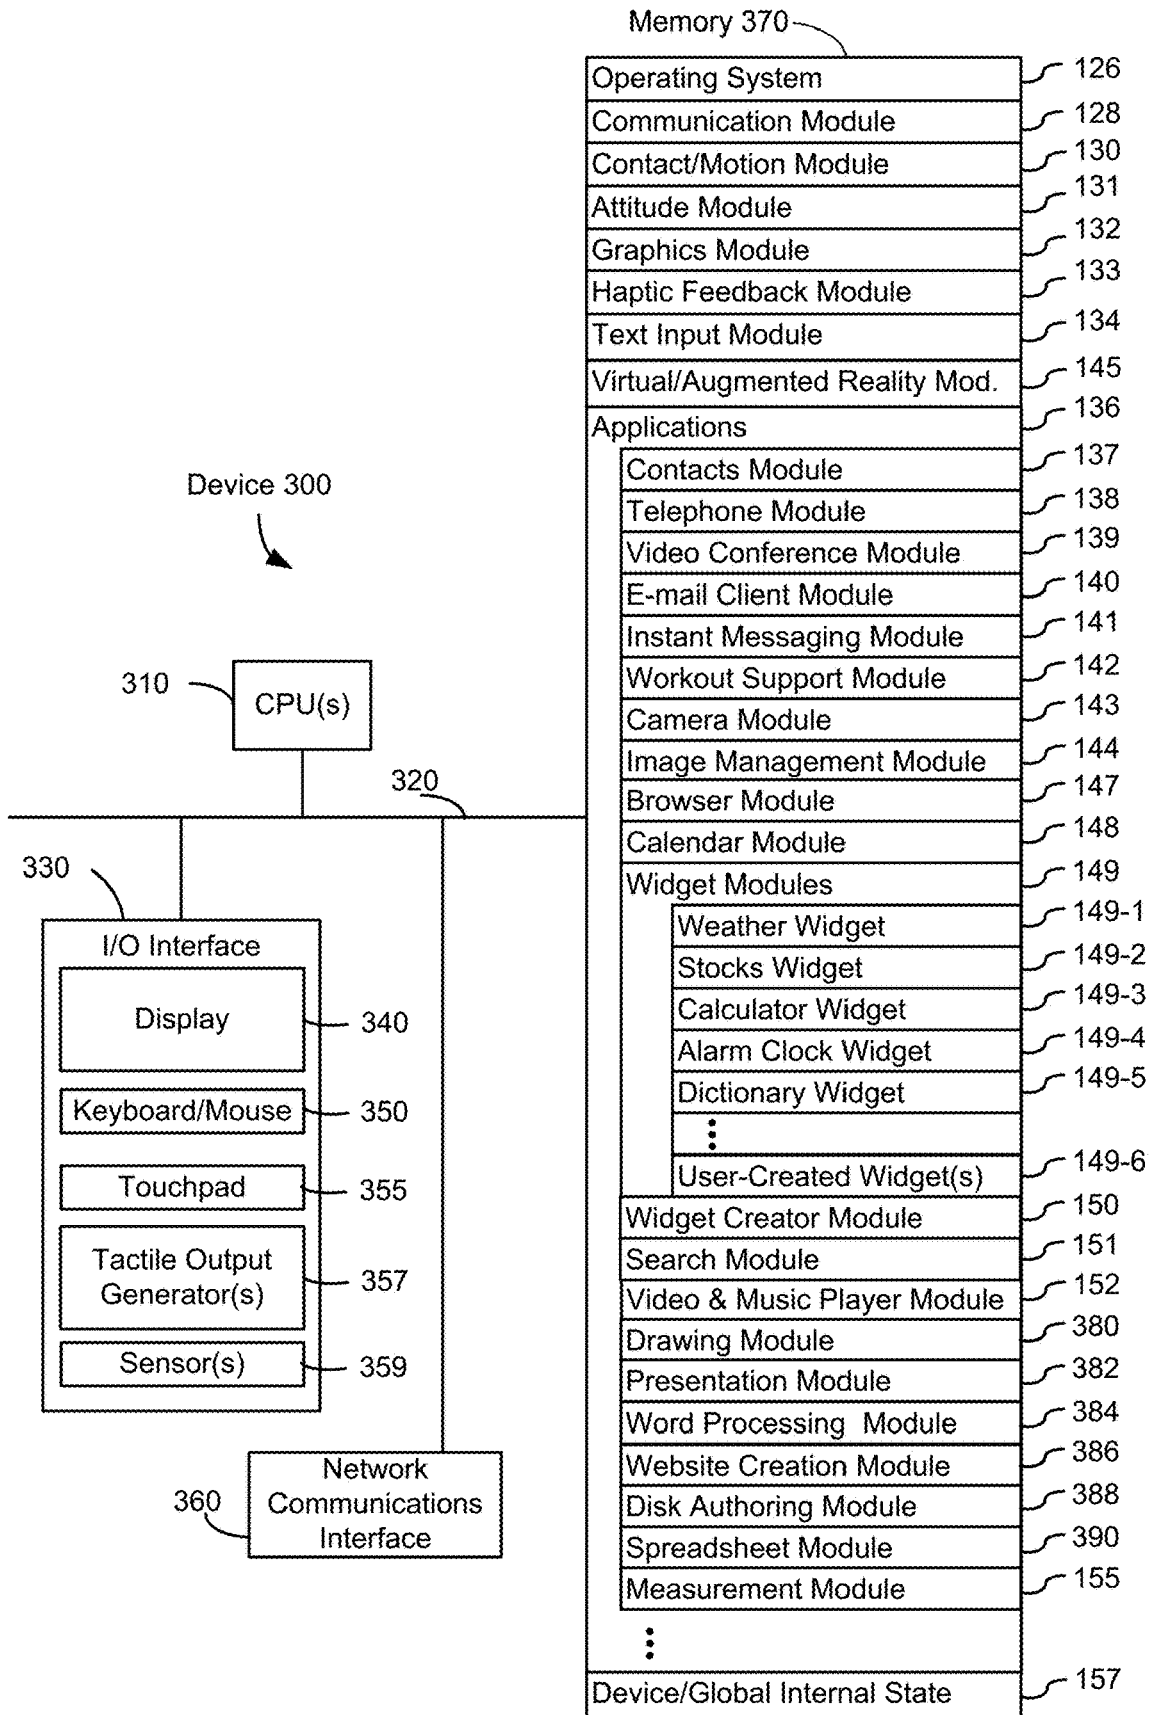 Memory 370
Operating System 126
Communication Module 128
Contact/Motion Module 130
Attitude Module 131
Graphics Module 132
Haptic Feedback Module 133
Text Input Module 134
Virtual/Augmented Reality Mod. 145
Applications 136
Contacts Module 137
Telephone Module 138
Video Conference Module 139
E-mail Client Module 140
Instant Messaging Module 141
Workout Support Module 142
Camera Module 143
Image Management Module 144
Browser Module 147
Calendar Module 148
Widget Modules 149
Weather Widget 149-1
Stocks Widget 149-2
Calculator Widget 149-3
Alarm Clock Widget 149-4
Dictionary Widget 149-5
User-Created Widget(s) 149-6
Widget Creator Module 150
Search Module 151
Video & Music Player Module 152
Drawing Module 380
Presentation Module 382
Word Processing Module 384
Website Creation Module 386
Disk Authoring Module 388
Spreadsheet Module 390
Measurement Module 155
Device/Global Internal State 157
Device 300
310
CPU(s)
320
330
I/O Interface
Display 340
Keyboard/Mouse 350
Touchpad 355
Tactile Output
Generator(s) 357
Sensor(s) 359
360
Network
Communications
Interface